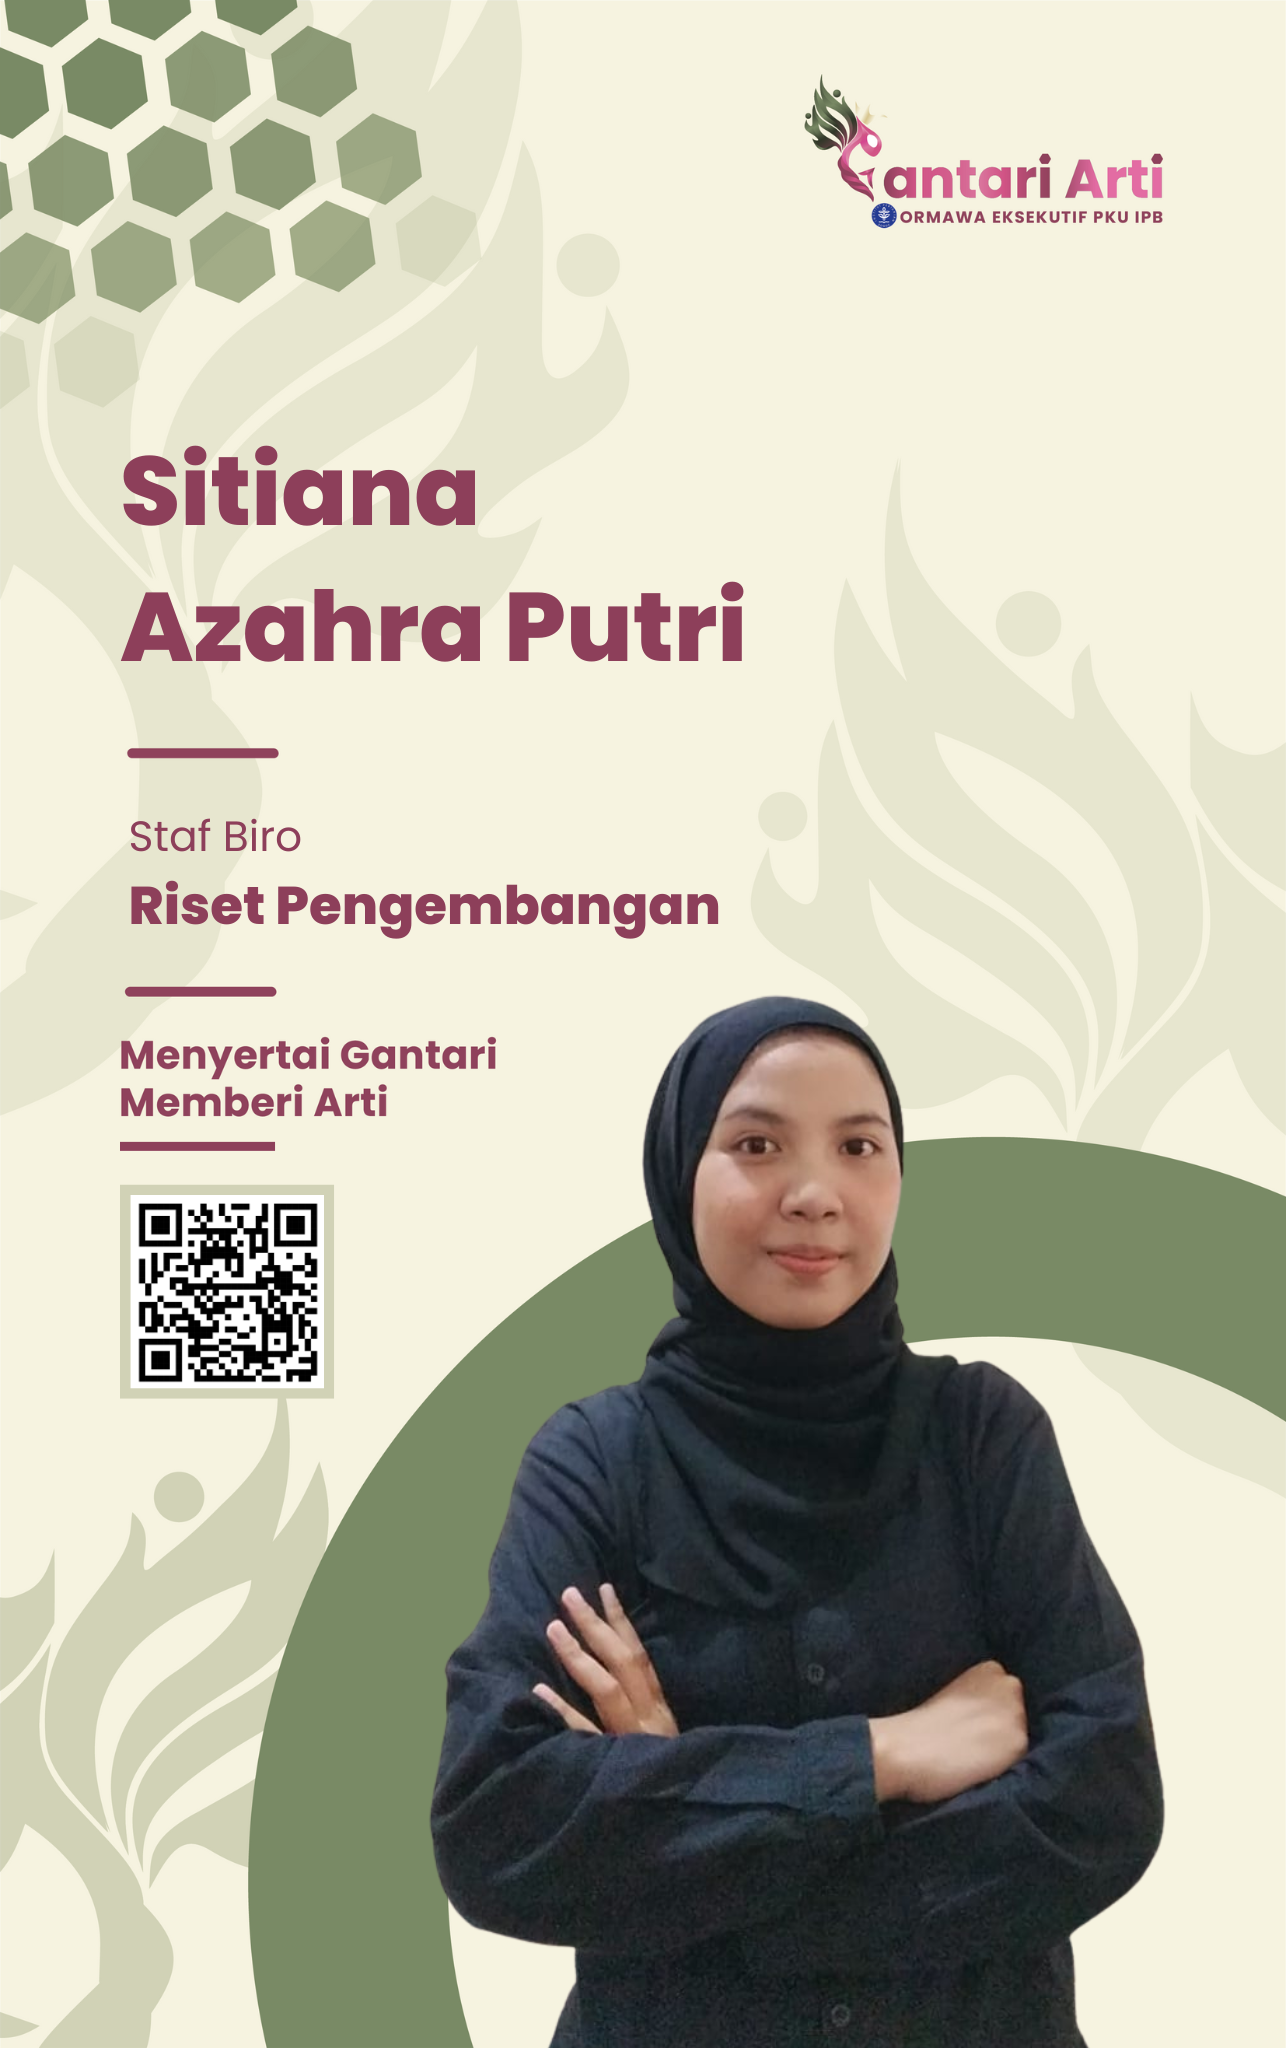 Gantari Arti
ORMAWA EKSEKUTIF PKU IPB
Sitiana
Azahra Putri
Staf Biro
Riset Pengembangan
Menyertai Gantari
Memberi Arti